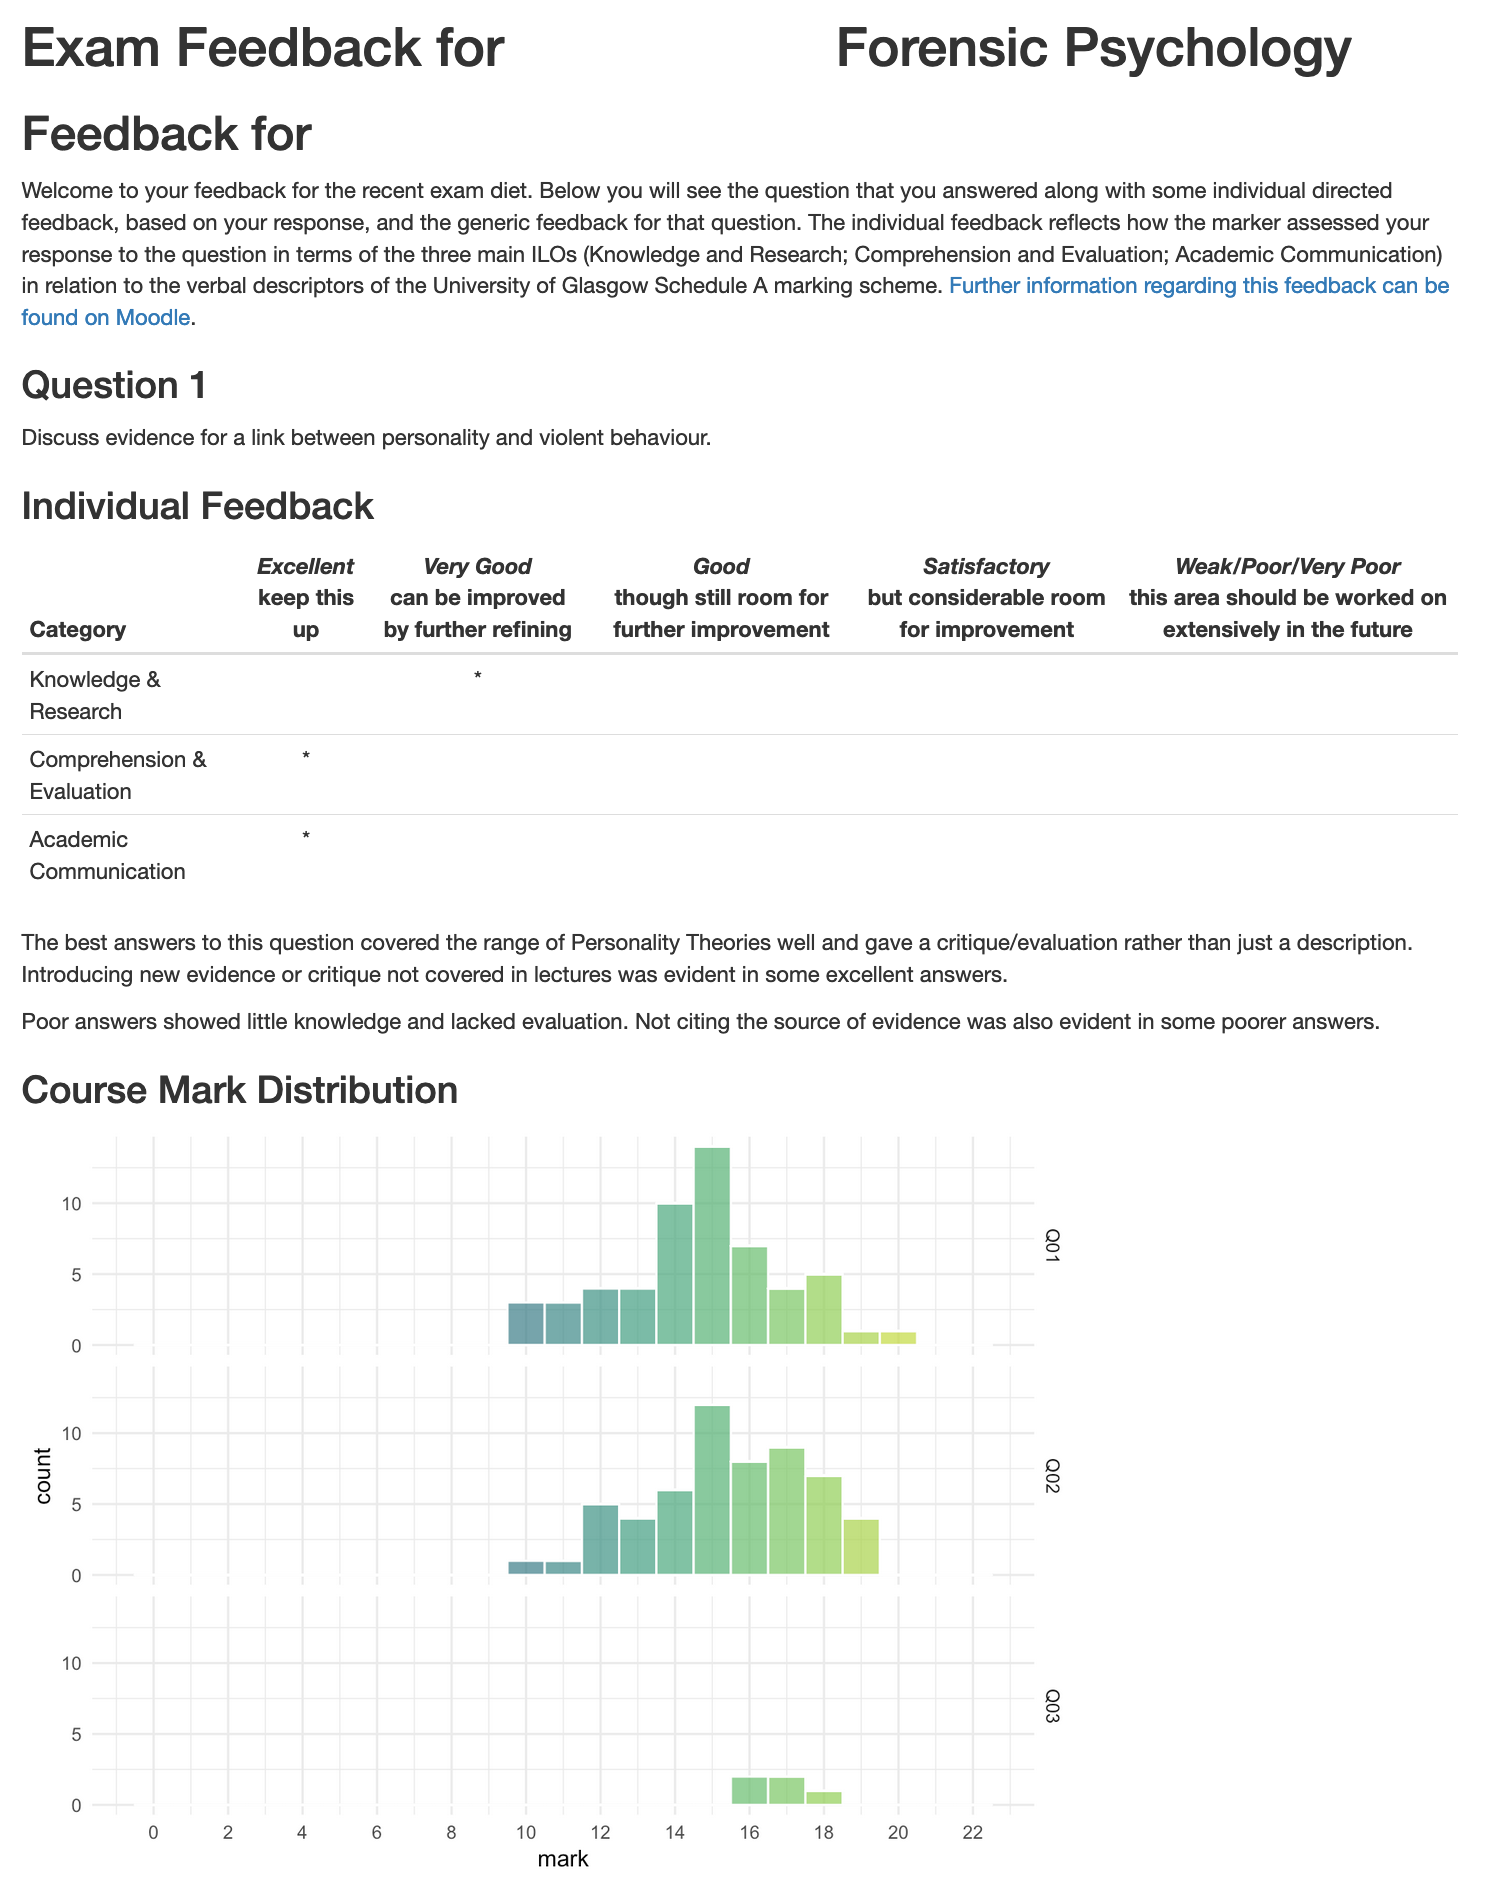 Exam Feedback for Forensic Psychology
Feedback for
Welcome to your feedback for the recent exam diet. Below you will see the question that you answered along with some individual directed
feedback, based on your response, and the generic feedback for that question. The individual feedback reflects how the marker assessed your
response to the question in terms of the three main ILOs (Knowledge and Research; Comprehension and Evaluation; Academic Communication)
in relation to the verbal descriptors of the University of Glasgow Schedule A marking scheme. Further information regarding this feedback can be
found on Moodle.
Question 1
Discuss evidence for a link between personality and violent behaviour.
Individual Feedback
Excellent Very Good Good Satisfactory Weak/Poor/Very Poor
keep this can be improved though still room for but considerable room this area should be worked on
Category up by further refining further improvement for improvement extensively in the future
Knowledge & *
Research
Comprehension & *
Evaluation
Academic *
Communication
The best answers to this question covered the range of Personality Theories well and gave a critique/evaluation rather than just a description.
Introducing new evidence or critique not covered in lectures was evident in some excellent answers.
Poor answers showed little knowledge and lacked evaluation. Not citing the source of evidence was also evident in some poorer answers.
Course Mark Distribution
10
5
0
Q01
10
5
0
Q02
count
10
5
0
Q03
0 2 4 6 8 10 12 14 16 18 20 22
mark